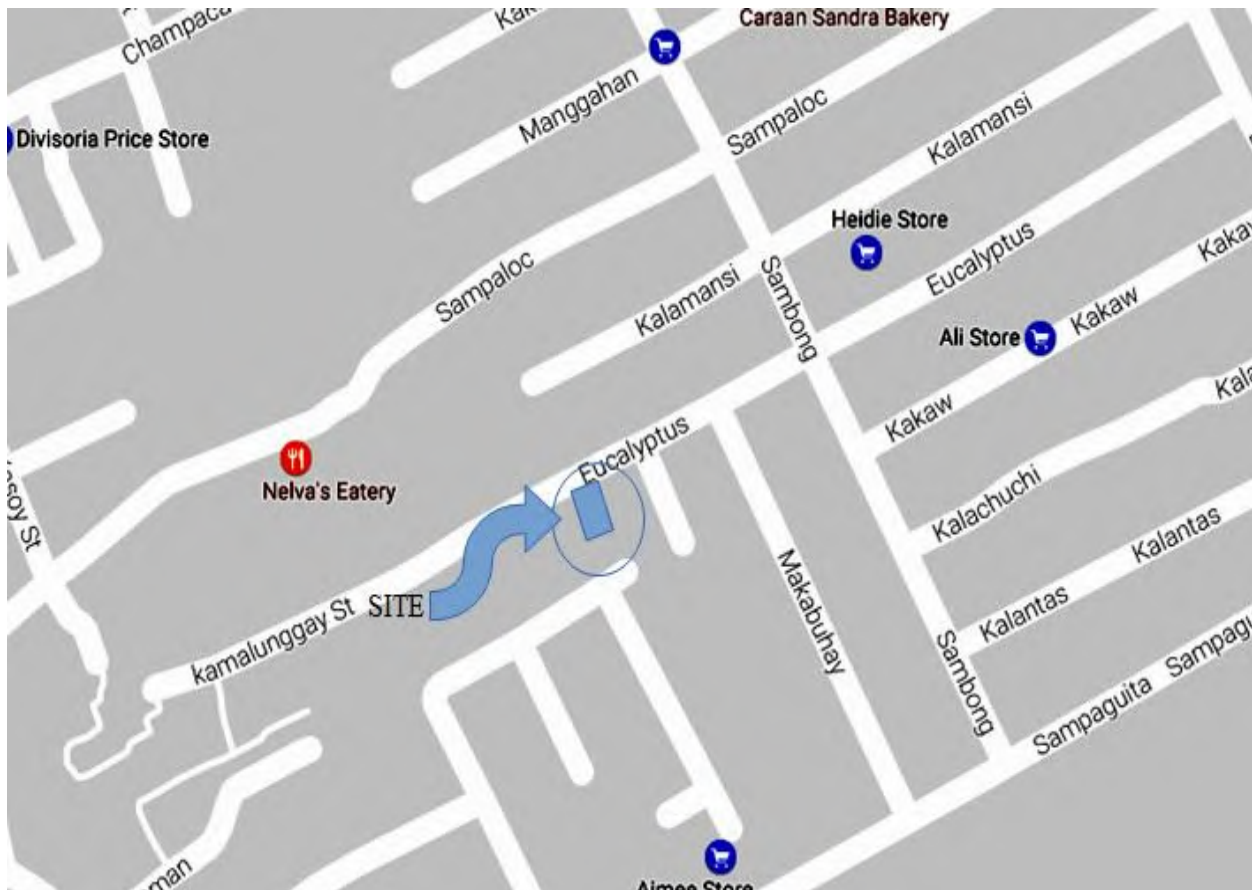 Caraan Sandra Bakery
Champaca
Manggahan
Sampaloc
Kalamansi
Divisoria Price Store
Heidie Store
Eucalyptus
Sampaloc
Kalamansi
Sambong
Ali Store
Kakaw
Kakaw
Eucalyptus
Nelva's Eatery
Kalachuchi
Kalantas
Kalantas
Makabuhay
kamalunggay St
SITE
Sambong
Sampaguita
Aimee Store